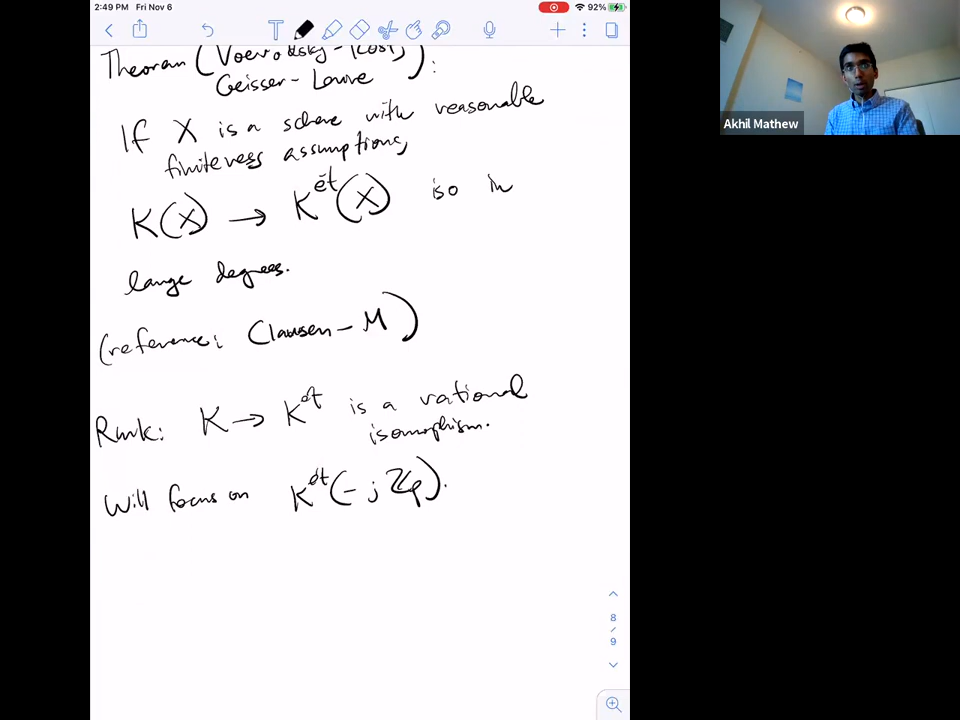 2:49 PM Fri Nov 6
92%
Theorem (Voevodsky-Rost,
Geisser-Levine):
If X is a scheme with reasonable
finiteness assumptions,
K(X) → K^ét(X) iso in
large degrees.
(reference: Clausen-M)
Rmk: K → K^ét is a rational
isomorphism.
Will focus on K^ét(-; ℤ_p).
8
/
9
Akhil Mathew